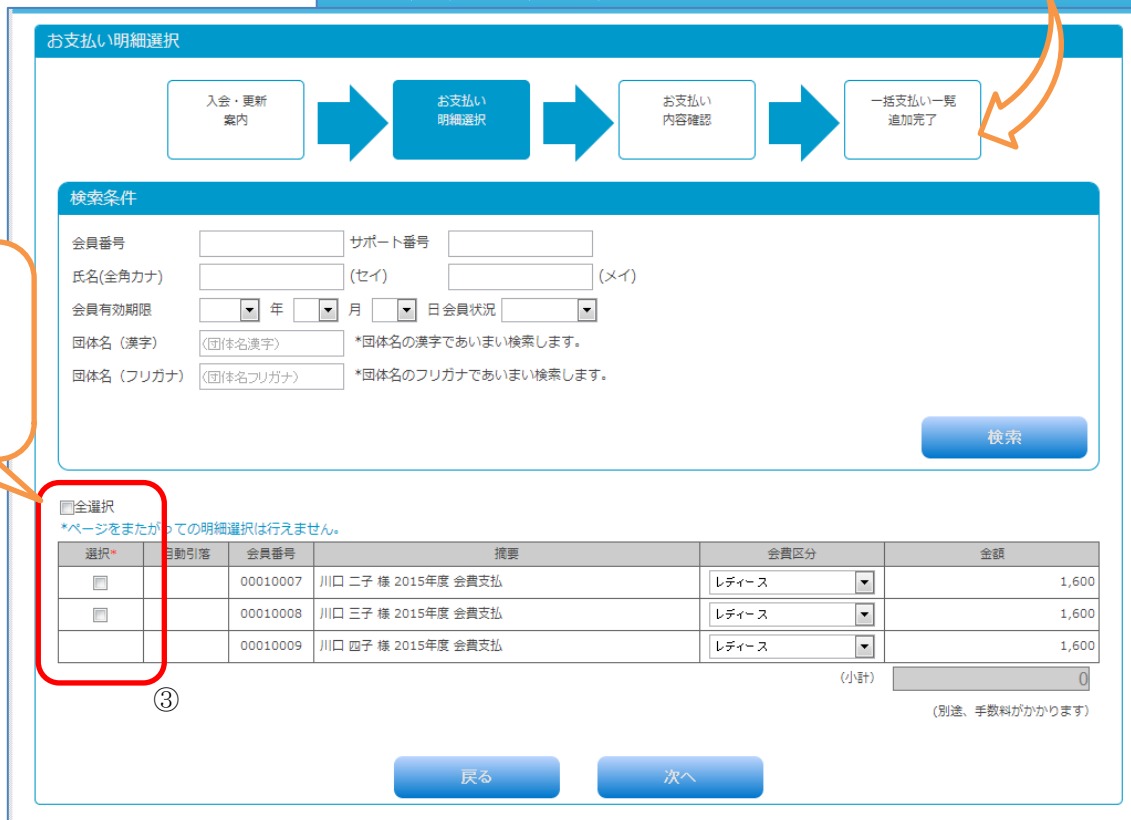 お支払い明細選択
入会・更新
案内
お支払い
明細選択
お支払い
内容確認
一括支払い一覧
追加完了
検索条件
会員番号 サポート番号
氏名(全角カナ) (セイ) (メイ)
会員有効期限 年 月 日 会員状況
団体名（漢字） （団体名漢字） *団体名の漢字であいまい検索します。
団体名（フリガナ） （団体名フリガナ） *団体名のフリガナであいまい検索します。
検索
全選択
*ページをまたがっての明細選択は行えません。
選択* 自動引落 会員番号 摘要 会費区分 金額
00010007 川口 二子 様 2015年度 会費支払 レディース 1,600
00010008 川口 三子 様 2015年度 会費支払 レディース 1,600
00010009 川口 四子 様 2015年度 会費支払 レディース 1,600
（小計） 0
③
（別途、手数料がかかります）
戻る 次へ